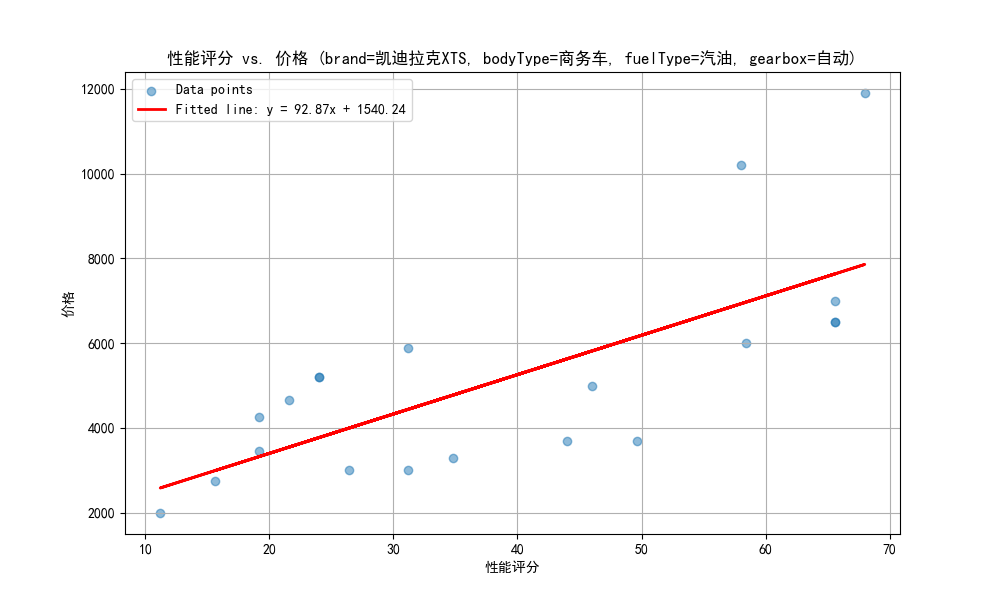 性能评分 vs. 价格 (brand=凯迪拉克XTS, bodyType=商务车, fuelType=汽油, gearbox=自动)
Data points
Fitted line: y = 92.87x + 1540.24
12000
10000
8000
6000
4000
2000
价格
10 20 30 40 50 60 70
性能评分